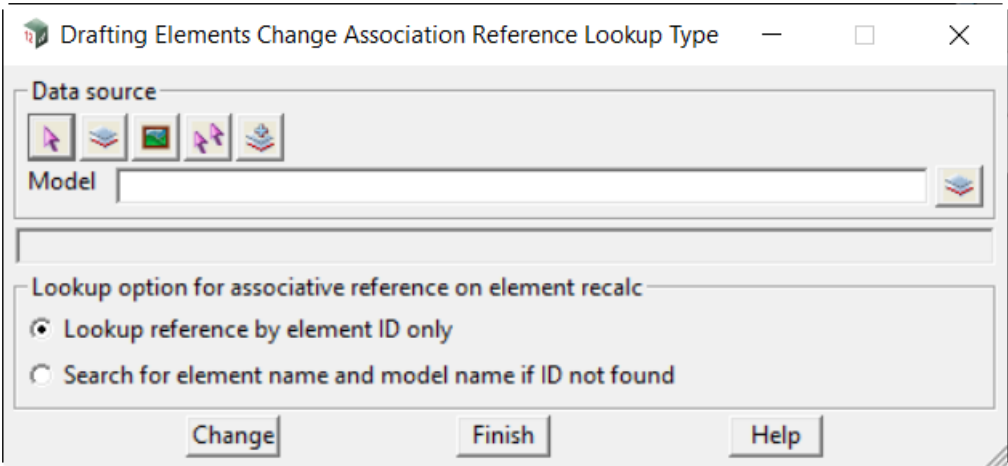 Drafting Elements Change Association Reference Lookup Type
Data source
Model
Lookup option for associative reference on element recalc
Lookup reference by element ID only
Search for element name and model name if ID not found
Change Finish Help